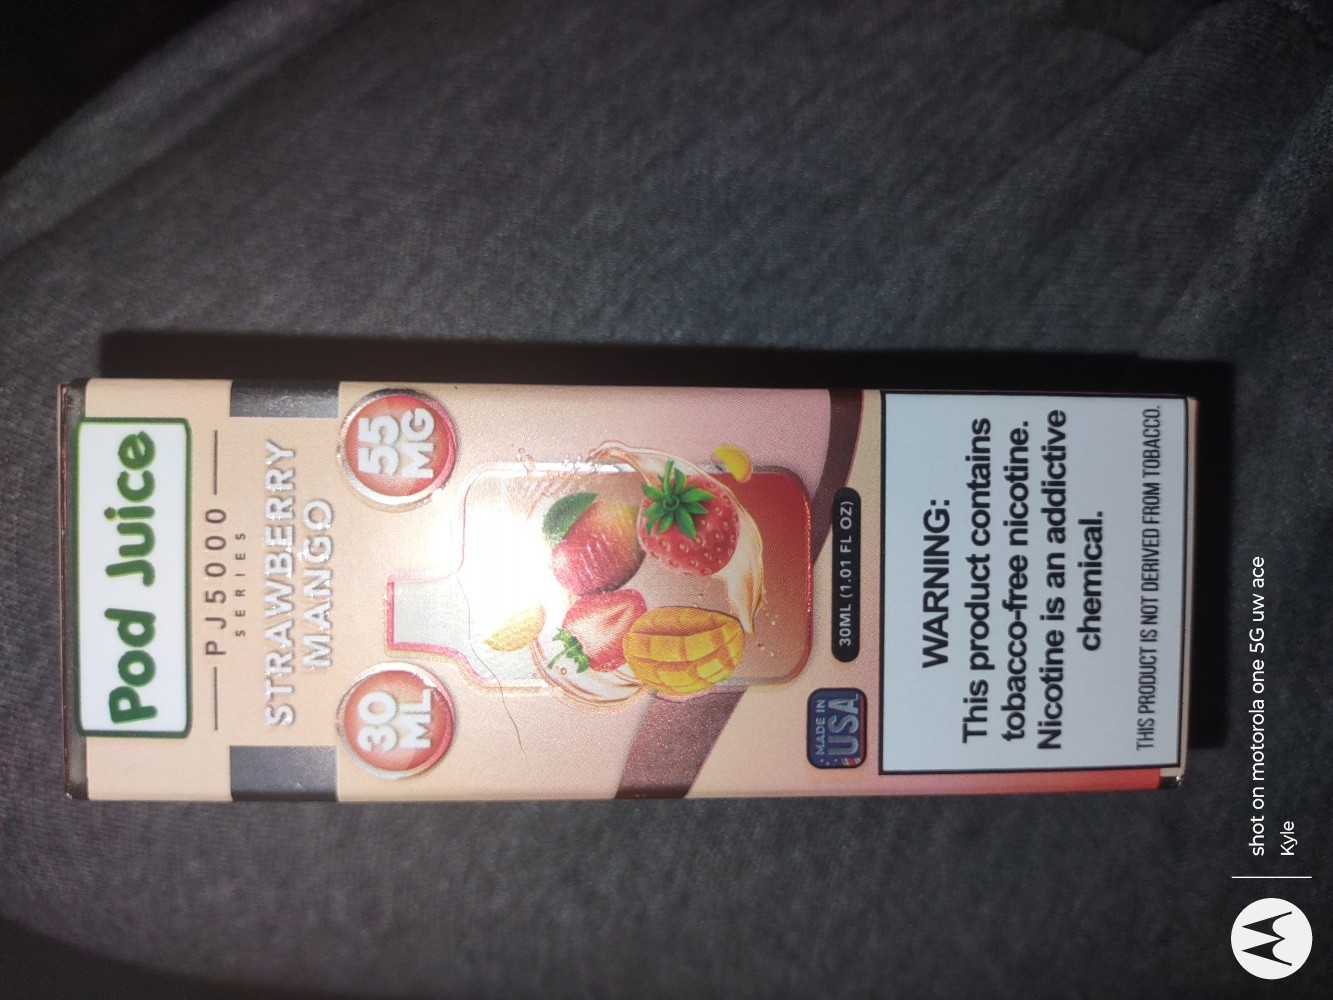 Pod Juice
PJ5000
SERIES
STRAWBERRY
MANGO
30
ML
55
MG
MADE IN
USA
30ML (1.01 FL OZ)
WARNING:
This product contains
tobacco-free nicotine.
Nicotine is an addictive
chemical.
THIS PRODUCT IS NOT DERIVED FROM TOBACCO.
shot on motorola one 5G uw ace
Kyle